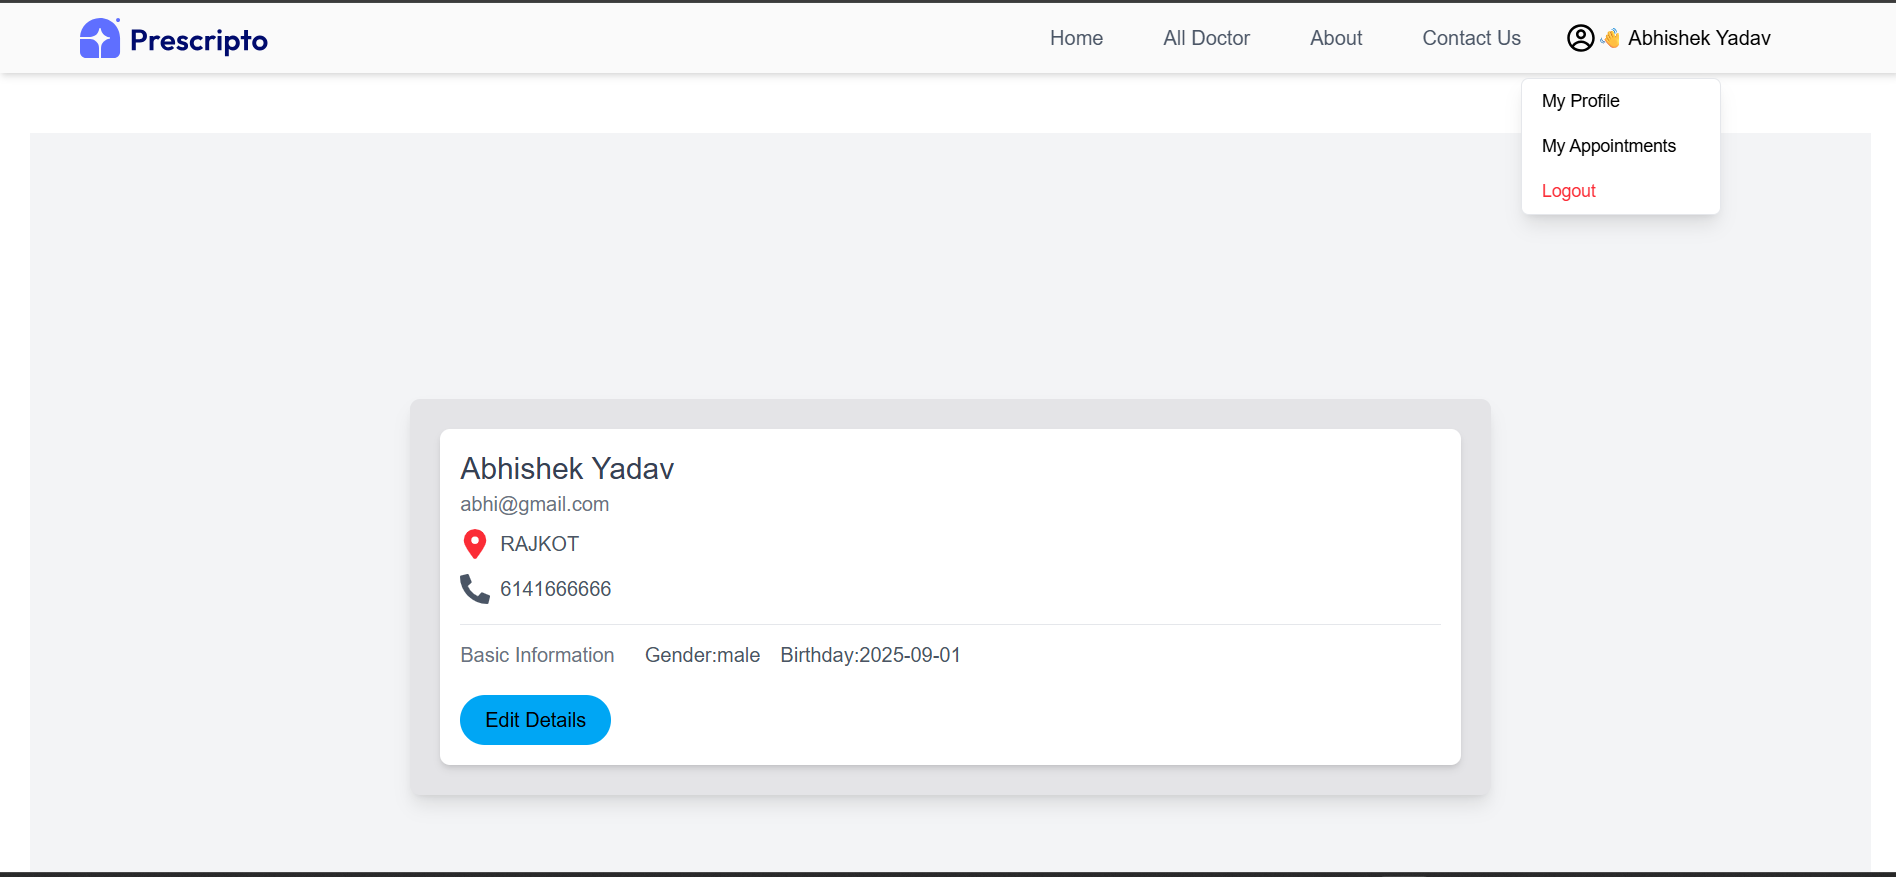 Prescripto
Home All Doctor About Contact Us 👋 Abhishek Yadav
My Profile
My Appointments
Logout
Abhishek Yadav
abhi@gmail.com
RAJKOT
6141666666
Basic Information Gender:male Birthday:2025-09-01
Edit Details